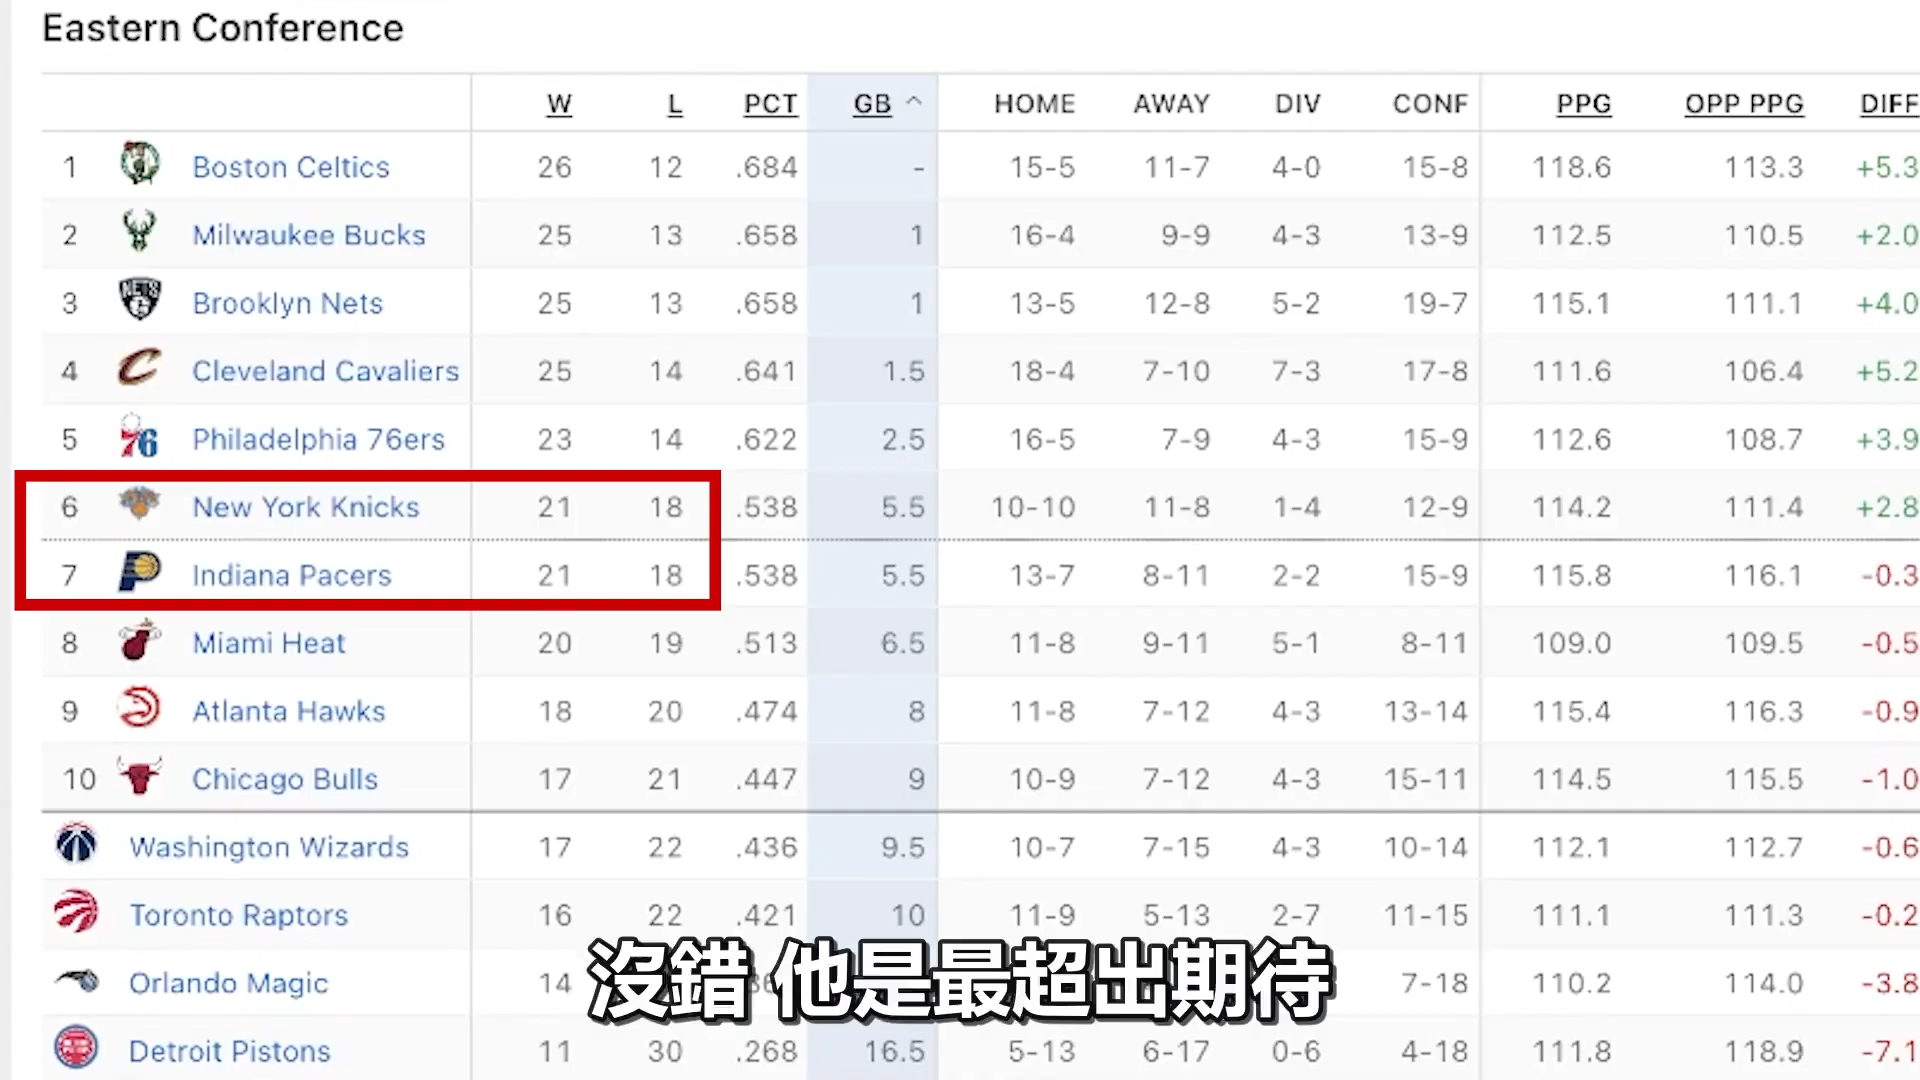 Eastern Conference
W L PCT GB HOME AWAY DIV CONF PPG OPP PPG DIFF
1 Boston Celtics 26 12 .684 - 15-5 11-7 4-0 15-8 118.6 113.3 +5.3
2 Milwaukee Bucks 25 13 .658 1 16-4 9-9 4-3 13-9 112.5 110.5 +2.0
3 NETS Brooklyn Nets 25 13 .658 1 13-5 12-8 5-2 19-7 115.1 111.1 +4.0
4 Cleveland Cavaliers 25 14 .641 1.5 18-4 7-10 7-3 17-8 111.6 106.4 +5.2
5 76 Philadelphia 76ers 23 14 .622 2.5 16-5 7-9 4-3 15-9 112.6 108.7 +3.9
6 New York Knicks 21 18 .538 5.5 10-10 11-8 1-4 12-9 114.2 111.4 +2.8
7 Indiana Pacers 21 18 .538 5.5 13-7 8-11 2-2 15-9 115.8 116.1 -0.3
8 Miami Heat 20 19 .513 6.5 11-8 9-11 5-1 8-11 109.0 109.5 -0.5
9 Atlanta Hawks 18 20 .474 8 11-8 7-12 4-3 13-14 115.4 116.3 -0.9
10 Chicago Bulls 17 21 .447 9 10-9 7-12 4-3 15-11 114.5 115.5 -1.0
Washington Wizards 17 22 .436 9.5 10-7 7-15 4-3 10-14 112.1 112.7 -0.6
Toronto Raptors 16 22 .421 10 11-9 5-13 2-7 11-15 111.1 111.3 -0.2
Orlando Magic 14 7-18 110.2 114.0 -3.8
沒錯 他是最超出期待
Detroit Pistons 11 30 .268 16.5 5-13 6-17 0-6 4-18 111.8 118.9 -7.1